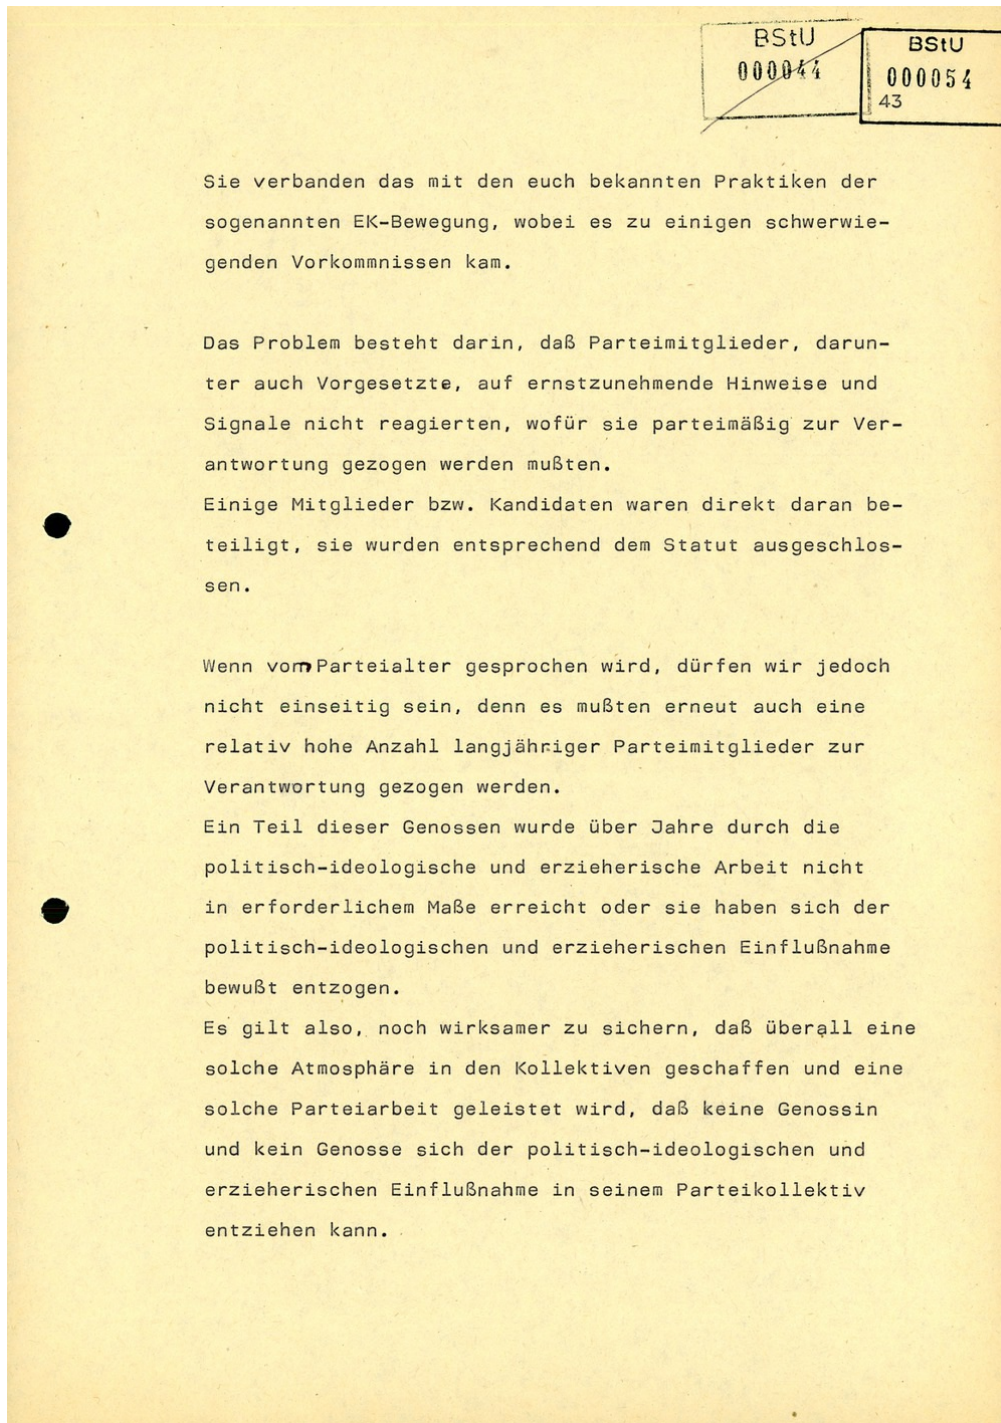 BStU
000044
BStU
000054
43
Sie verbanden das mit den euch bekannten Praktiken der
sogenannten EK-Bewegung, wobei es zu einigen schwerwie-
genden Vorkommnissen kam.
Das Problem besteht darin, daß Parteimitglieder, darun-
ter auch Vorgesetzte, auf ernstzunehmende Hinweise und
Signale nicht reagierten, wofür sie parteimäßig zur Ver-
antwortung gezogen werden mußten.
Einige Mitglieder bzw. Kandidaten waren direkt daran be-
teiligt, sie wurden entsprechend dem Statut ausgeschlos-
sen.
Wenn vom Parteialter gesprochen wird, dürfen wir jedoch
nicht einseitig sein, denn es mußten erneut auch eine
relativ hohe Anzahl langjähriger Parteimitglieder zur
Verantwortung gezogen werden.
Ein Teil dieser Genossen wurde über Jahre durch die
politisch-ideologische und erzieherische Arbeit nicht
in erforderlichem Maße erreicht oder sie haben sich der
politisch-ideologischen und erzieherischen Einflußnahme
bewußt entzogen.
Es gilt also, noch wirksamer zu sichern, daß überall eine
solche Atmosphäre in den Kollektiven geschaffen und eine
solche Parteiarbeit geleistet wird, daß keine Genossin
und kein Genosse sich der politisch-ideologischen und
erzieherischen Einflußnahme in seinem Parteikollektiv
entziehen kann.